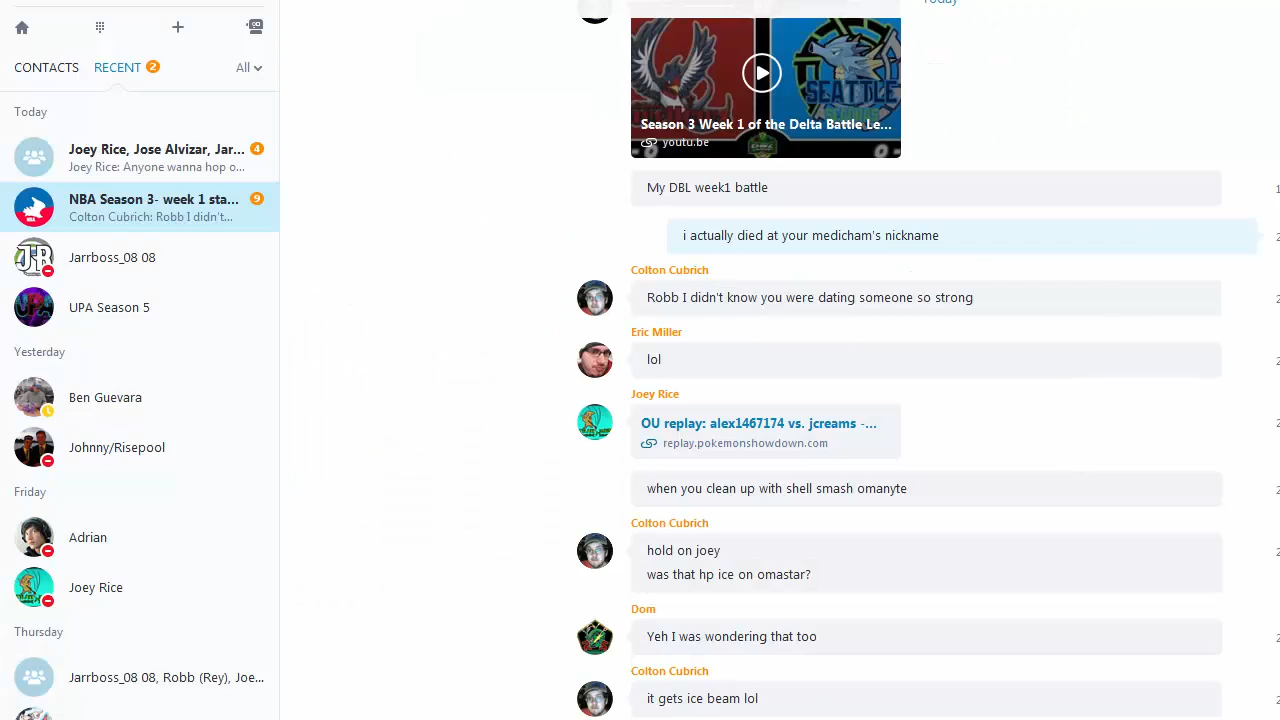 CONTACTS
RECENT 2
All
Today
Joey Rice, Jose Alvizar, Jar... 4
Joey Rice: Anyone wanna hop o...
NBA Season 3- week 1 sta... 9
Colton Cubrich: Robb I didn't...
Jarrboss_08 08
UPA Season 5
Yesterday
Ben Guevara
Johnny/Risepool
Friday
Adrian
Joey Rice
Thursday
Jarrboss_08 08, Robb (Rey), Joe...
Today
SEATTLE
Season 3 Week 1 of the Delta Battle Le...
youtu.be
My DBL week1 battle
i actually died at your medicham's nickname
Colton Cubrich
Robb I didn't know you were dating someone so strong
Eric Miller
lol
Joey Rice
OU replay: alex1467174 vs. jcreams -...
replay.pokemonshowdown.com
when you clean up with shell smash omanyte
Colton Cubrich
hold on joey
was that hp ice on omastar?
Dom
Yeh I was wondering that too
Colton Cubrich
it gets ice beam lol